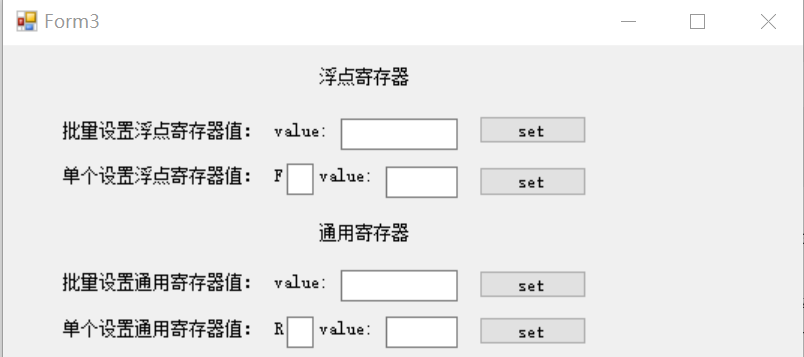 Form3
浮点寄存器
批量设置浮点寄存器值： value: set
单个设置浮点寄存器值： F value: set
通用寄存器
批量设置通用寄存器值： value: set
单个设置通用寄存器值： R value: set